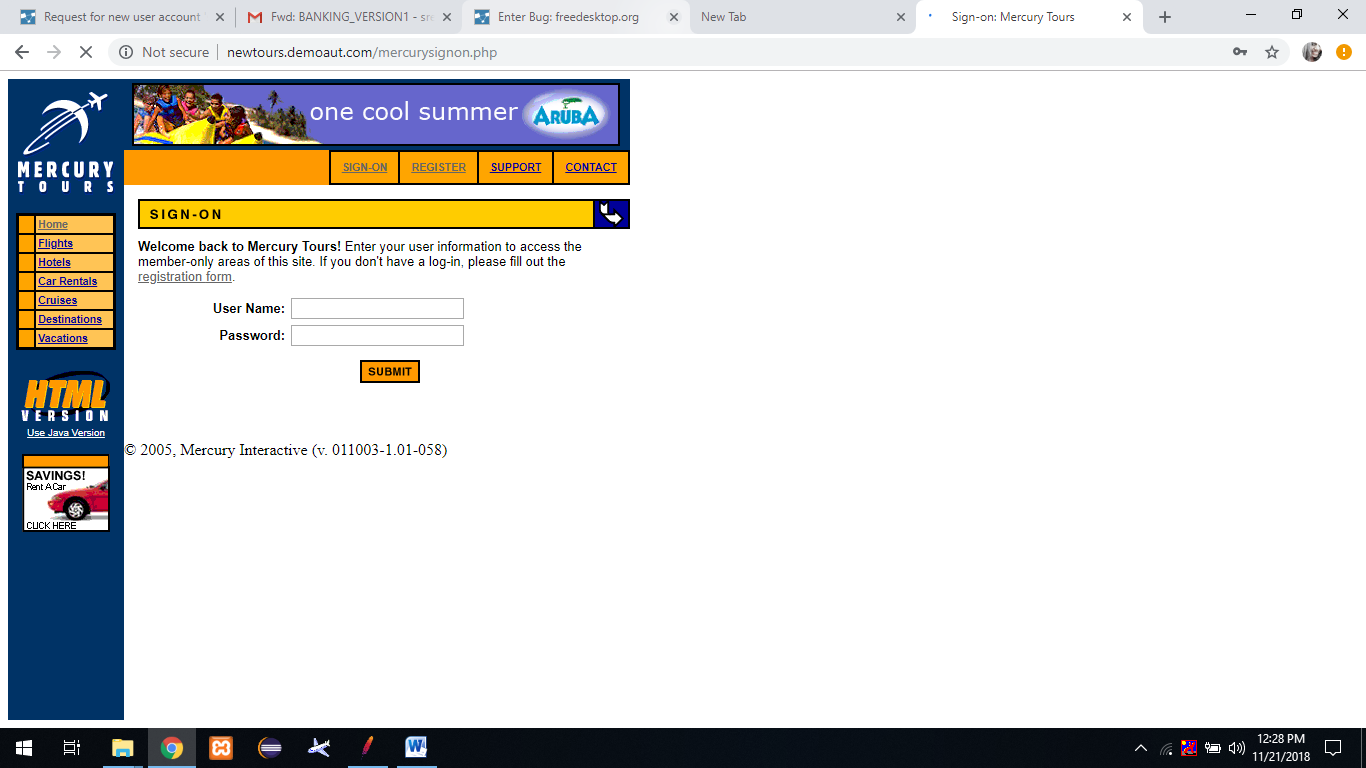 Request for new user account
Fwd: BANKING_VERSION1 - sre
Enter Bug: freedesktop.org
New Tab
Sign-on: Mercury Tours
Not secure
newtours.demoaut.com/mercurysignon.php
one cool summer
ARUBA
MERCURY
TOURS
SIGN-ON
REGISTER
SUPPORT
CONTACT
SIGN-ON
Home
Flights
Hotels
Car Rentals
Cruises
Destinations
Vacations
Welcome back to Mercury Tours! Enter your user information to access the
member-only areas of this site. If you don't have a log-in, please fill out the
registration form.
User Name:
Password:
SUBMIT
HTML
VERSION
Use Java Version
© 2005, Mercury Interactive (v. 011003-1.01-058)
SAVINGS!
Rent A Car
CLICK HERE
12:28 PM
11/21/2018